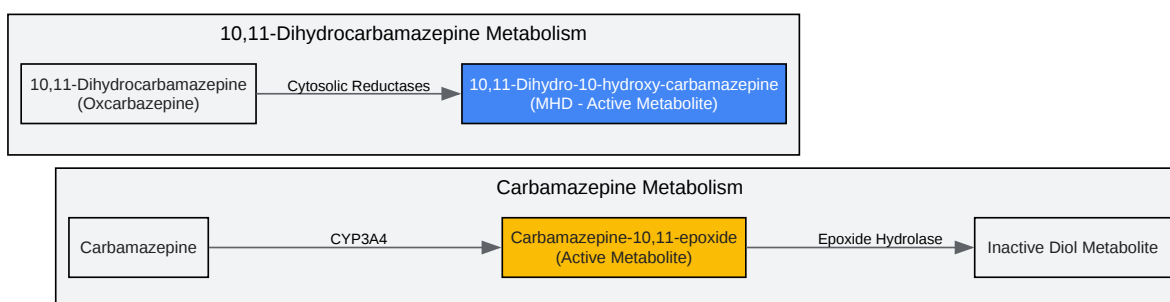 10,11-Dihydrocarbamazepine Metabolism
10,11-Dihydrocarbamazepine
(Oxcarbazepine)
Cytosolic Reductases
10,11-Dihydro-10-hydroxy-carbamazepine
(MHD - Active Metabolite)
Carbamazepine Metabolism
Carbamazepine
CYP3A4
Carbamazepine-10,11-epoxide
(Active Metabolite)
Epoxide Hydrolase
Inactive Diol Metabolite